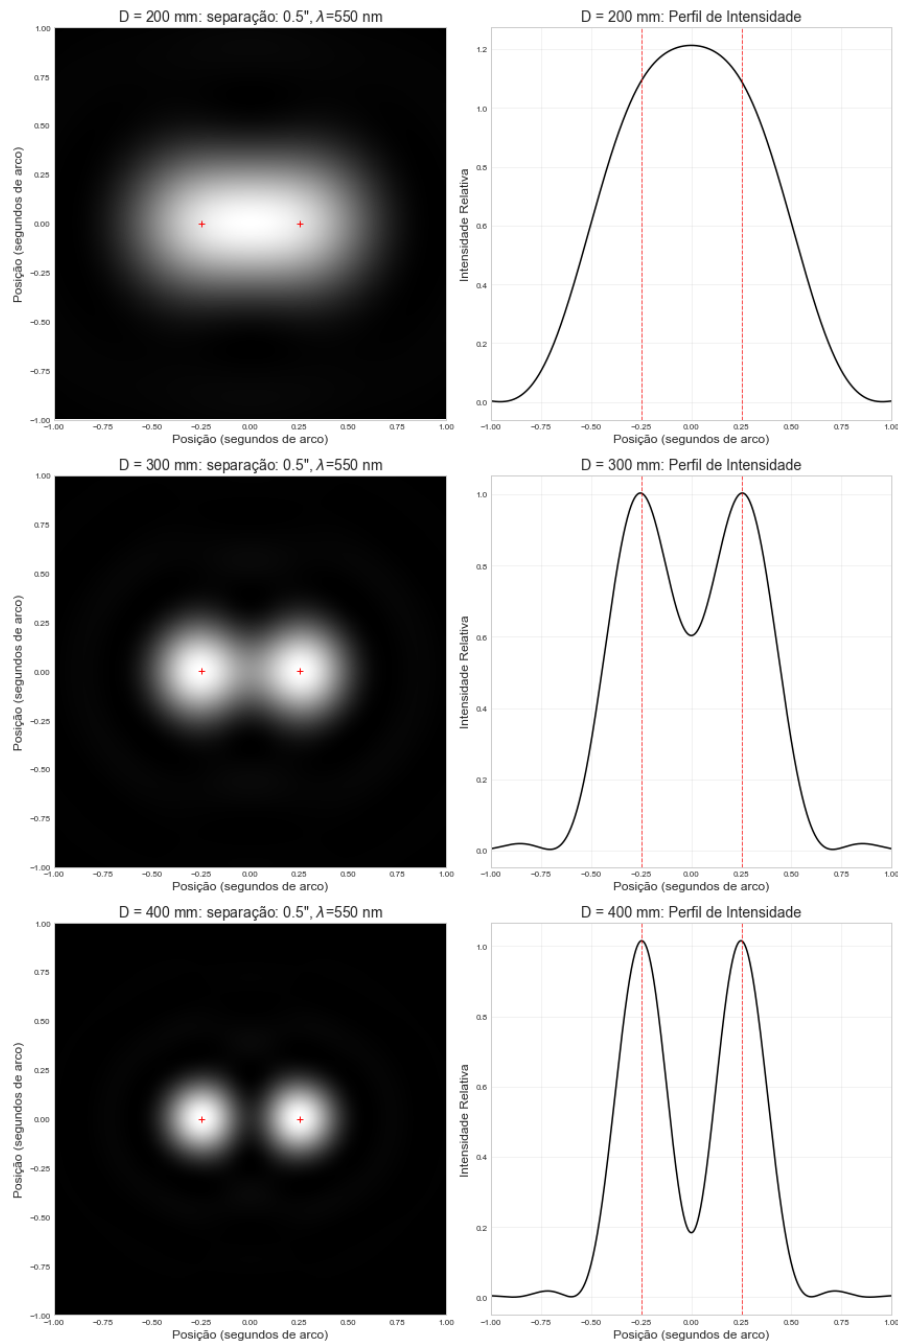 D = 200 mm: separação: 0.5", λ=550 nm
Posição (segundos de arco)
1.00
0.75
0.50
0.25
0.00
−0.25
−0.50
−0.75
−1.00
−1.00 −0.75 −0.50 −0.25 0.00 0.25 0.50 0.75 1.00
Posição (segundos de arco)
D = 200 mm: Perfil de Intensidade
Intensidade Relativa
1.2
1.0
0.8
0.6
0.4
0.2
0.0
−1.00 −0.75 −0.50 −0.25 0.00 0.25 0.50 0.75 1.00
Posição (segundos de arco)
D = 300 mm: separação: 0.5", λ=550 nm
Posição (segundos de arco)
1.00
0.75
0.50
0.25
0.00
−0.25
−0.50
−0.75
−1.00
−1.00 −0.75 −0.50 −0.25 0.00 0.25 0.50 0.75 1.00
Posição (segundos de arco)
D = 300 mm: Perfil de Intensidade
Intensidade Relativa
1.0
0.8
0.6
0.4
0.2
0.0
−1.00 −0.75 −0.50 −0.25 0.00 0.25 0.50 0.75 1.00
Posição (segundos de arco)
D = 400 mm: separação: 0.5", λ=550 nm
Posição (segundos de arco)
1.00
0.75
0.50
0.25
0.00
−0.25
−0.50
−0.75
−1.00
−1.00 −0.75 −0.50 −0.25 0.00 0.25 0.50 0.75 1.00
Posição (segundos de arco)
D = 400 mm: Perfil de Intensidade
Intensidade Relativa
1.0
0.8
0.6
0.4
0.2
0.0
−1.00 −0.75 −0.50 −0.25 0.00 0.25 0.50 0.75 1.00
Posição (segundos de arco)